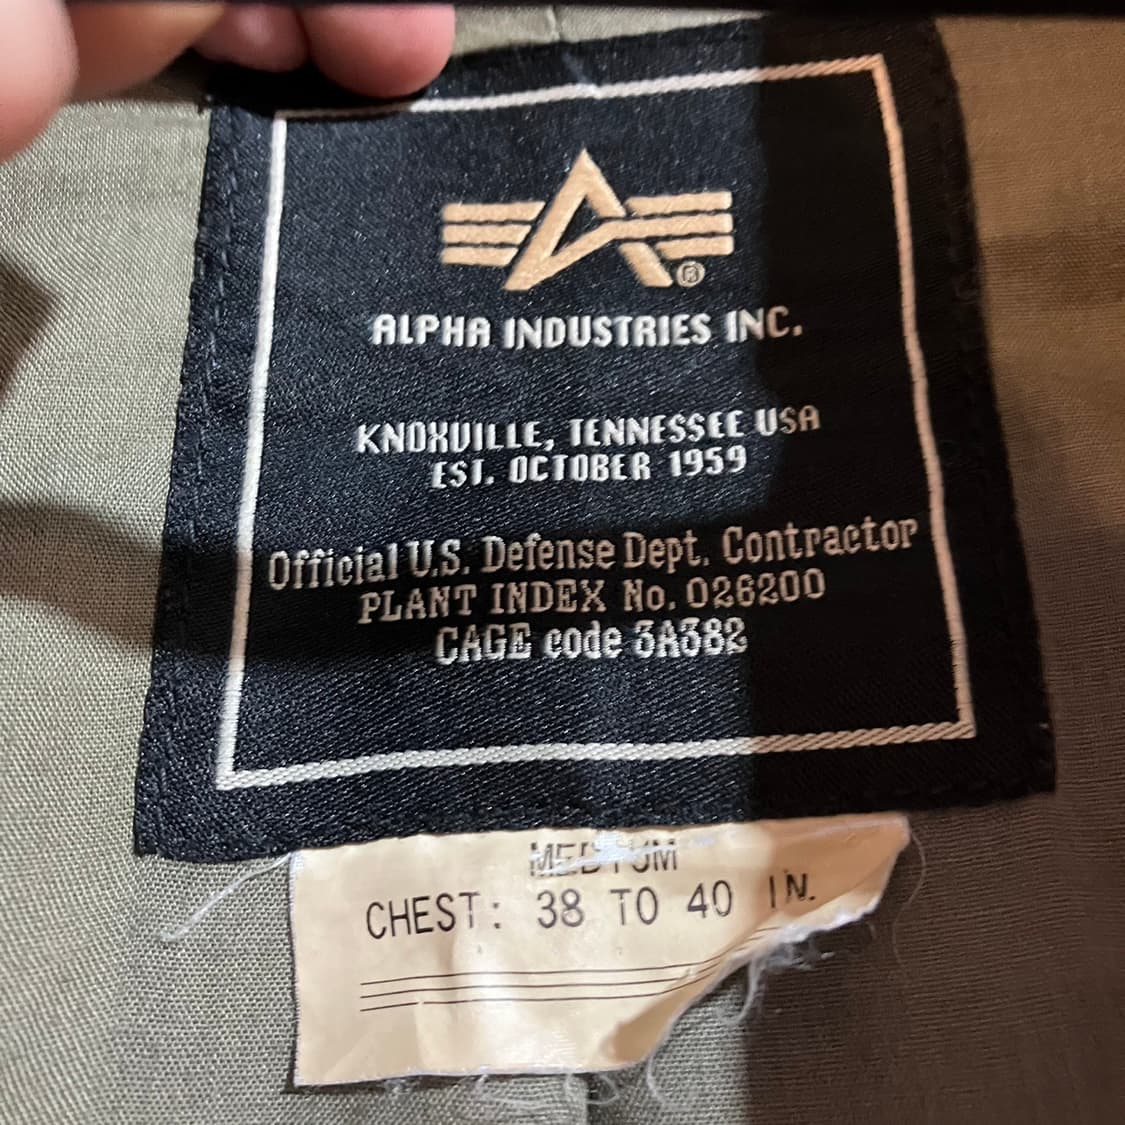 ®
ALPHA INDUSTRIES INC.
KNOXVILLE, TENNESSEE USA
EST. OCTOBER 1959
Official U.S. Defense Dept. Contractor
PLANT INDEX No. 026200
CAGE code 3A382
MEDIUM
CHEST: 38 TO 40 IN.